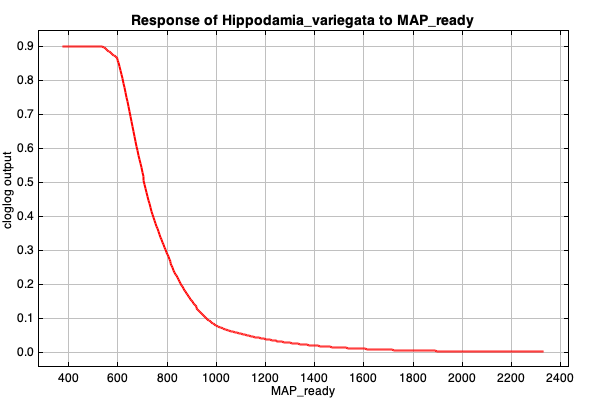 Response of Hippodamia_variegata to MAP_ready
cloglog output
0.9
0.8
0.7
0.6
0.5
0.4
0.3
0.2
0.1
0.0
400 600 800 1000 1200 1400 1600 1800 2000 2200 2400
MAP_ready